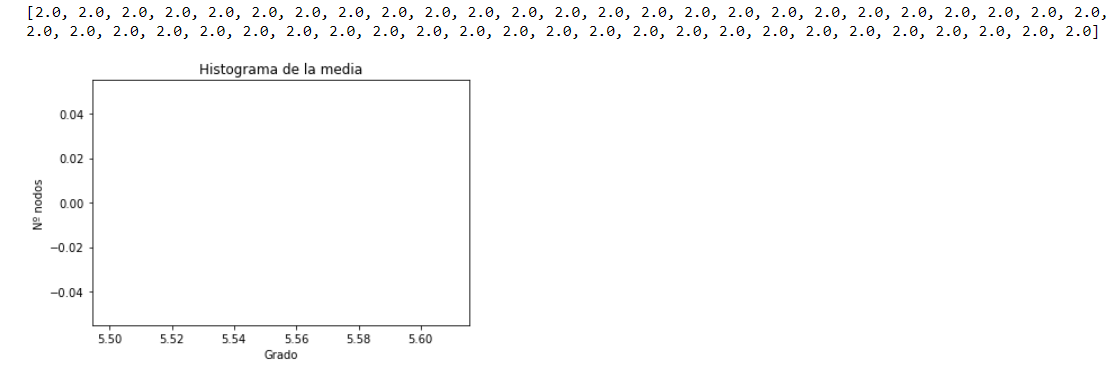 [2.0, 2.0, 2.0, 2.0, 2.0, 2.0, 2.0, 2.0, 2.0, 2.0, 2.0, 2.0, 2.0, 2.0, 2.0, 2.0, 2.0, 2.0, 2.0, 2.0, 2.0, 2.0, 2.0, 2.0, 2.0,
2.0, 2.0, 2.0, 2.0, 2.0, 2.0, 2.0, 2.0, 2.0, 2.0, 2.0, 2.0, 2.0, 2.0, 2.0, 2.0, 2.0, 2.0, 2.0, 2.0, 2.0, 2.0, 2.0, 2.0, 2.0]
Histograma de la media
Nº nodos
0.04
0.02
0.00
−0.02
−0.04
5.50 5.52 5.54 5.56 5.58 5.60
Grado